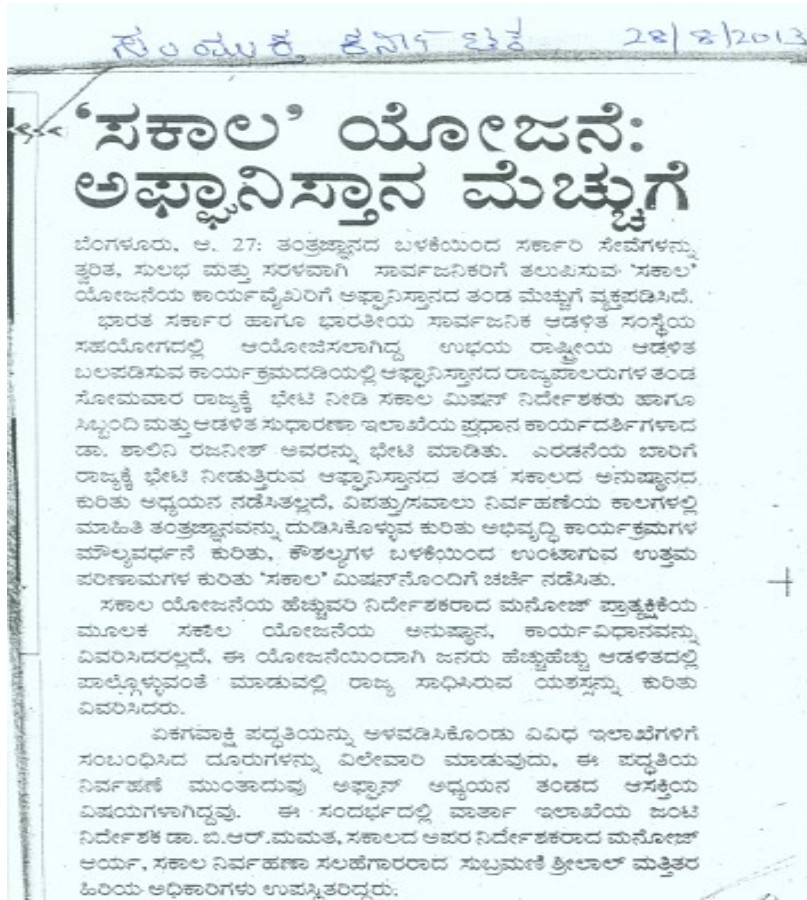 ಸಂಯುಕ್ತ ಕರ್ನಾಟಕ 28/8/2013
‘ಸಕಾಲ’ ಯೋಜನೆ:
ಅಫ್ಘಾನಿಸ್ತಾನ ಮೆಚ್ಚುಗೆ
ಬೆಂಗಳೂರು, ಆ. 27: ತಂತ್ರಜ್ಞಾನದ ಬಳಕೆಯಿಂದ ಸರ್ಕಾರಿ ಸೇವೆಗಳನ್ನು
ತ್ವರಿತ, ಸುಲಭ ಮತ್ತು ಸರಳವಾಗಿ ಸಾರ್ವಜನಿಕರಿಗೆ ತಲುಪಿಸುವ ‘ಸಕಾಲ’
ಯೋಜನೆಯ ಕಾರ್ಯವೈಖರಿಗೆ ಅಫ್ಘಾನಿಸ್ತಾನದ ತಂಡ ಮೆಚ್ಚುಗೆ ವ್ಯಕ್ತಪಡಿಸಿದೆ.
ಭಾರತ ಸರ್ಕಾರ ಹಾಗೂ ಭಾರತೀಯ ಸಾರ್ವಜನಿಕ ಆಡಳಿತ ಸಂಸ್ಥೆಯ
ಸಹಯೋಗದಲ್ಲಿ ಆಯೋಜಿಸಲಾಗಿದ್ದ ಉಭಯ ರಾಷ್ಟ್ರೀಯ ಆಡಳಿತ
ಬಲಪಡಿಸುವ ಕಾರ್ಯಕ್ರಮದಡಿಯಲ್ಲಿ ಆಫ್ಘಾನಿಸ್ತಾನದ ರಾಜ್ಯಪಾಲರುಗಳ ತಂಡ
ಸೋಮವಾರ ರಾಜ್ಯಕ್ಕೆ ಭೇಟಿ ನೀಡಿ ಸಕಾಲ ಮಿಷನ್ ನಿರ್ದೇಶಕರು ಹಾಗೂ
ಸಿಬ್ಬಂದಿ ಮತ್ತು ಆಡಳಿತ ಸುಧಾರಣಾ ಇಲಾಖೆಯ ಪ್ರಧಾನ ಕಾರ್ಯದರ್ಶಿಗಳಾದ
ಡಾ. ಶಾಲಿನಿ ರಜನೀಶ್ ಅವರನ್ನು ಭೇಟಿ ಮಾಡಿತು. ಎರಡನೆಯ ಬಾರಿಗೆ
ರಾಜ್ಯಕ್ಕೆ ಭೇಟಿ ನೀಡುತ್ತಿರುವ ಆಫ್ಘಾನಿಸ್ತಾನದ ತಂಡ ಸಕಾಲದ ಅನುಷ್ಠಾನದ
ಕುರಿತು ಅಧ್ಯಯನ ನಡೆಸಿತಲ್ಲದೆ, ವಿಪತ್ತು/ಸವಾಲು ನಿರ್ವಹಣೆಯ ಕಾಲಗಳಲ್ಲಿ
ಮಾಹಿತಿ ತಂತ್ರಜ್ಞಾನವನ್ನು ದುಡಿಸಿಕೊಳ್ಳುವ ಕುರಿತು ಅಭಿವೃದ್ಧಿ ಕಾರ್ಯಕ್ರಮಗಳ
ಮೌಲ್ಯವರ್ಧನೆ ಕುರಿತು, ಕೌಶಲ್ಯಗಳ ಬಳಕೆಯಿಂದ ಉಂಟಾಗುವ ಉತ್ತಮ
ಪರಿಣಾಮಗಳ ಕುರಿತು ‘ಸಕಾಲ’ ಮಿಷನ್‌ನೊಂದಿಗೆ ಚರ್ಚೆ ನಡೆಸಿತು.
ಸಕಾಲ ಯೋಜನೆಯ ಹೆಚ್ಚುವರಿ ನಿರ್ದೇಶಕರಾದ ಮನೋಜ್ ಪ್ರಾತ್ಯಕ್ಷಿಕೆಯ
ಮೂಲಕ ಸಕಾಲ ಯೋಜನೆಯ ಅನುಷ್ಠಾನ, ಕಾರ್ಯವಿಧಾನವನ್ನು
ವಿವರಿಸಿದರಲ್ಲದೆ, ಈ ಯೋಜನೆಯಿಂದಾಗಿ ಜನರು ಹೆಚ್ಚುಹೆಚ್ಚು ಆಡಳಿತದಲ್ಲಿ
ಪಾಲ್ಗೊಳ್ಳುವಂತೆ ಮಾಡುವಲ್ಲಿ ರಾಜ್ಯ ಸಾಧಿಸಿರುವ ಯಶಸ್ಸನ್ನು ಕುರಿತು
ವಿವರಿಸಿದರು.
ಏಕಗವಾಕ್ಷಿ ಪದ್ಧತಿಯನ್ನು ಅಳವಡಿಸಿಕೊಂಡು ವಿವಿಧ ಇಲಾಖೆಗಳಿಗೆ
ಸಂಬಂಧಿಸಿದ ದೂರುಗಳನ್ನು ವಿಲೇವಾರಿ ಮಾಡುವುದು, ಈ ಪದ್ಧತಿಯ
ನಿರ್ವಹಣೆ ಮುಂತಾದುವು ಅಫ್ಘಾನ್ ಅಧ್ಯಯನ ತಂಡದ ಆಸಕ್ತಿಯ
ವಿಷಯಗಳಾಗಿದ್ದವು. ಈ ಸಂದರ್ಭದಲ್ಲಿ ವಾರ್ತಾ ಇಲಾಖೆಯ ಜಂಟಿ
ನಿರ್ದೇಶಕ ಡಾ. ಬಿ.ಆರ್.ಮಮತ, ಸಕಾಲದ ಅಪರ ನಿರ್ದೇಶಕರಾದ ಮನೋಜ್
ಆರ್ಯ, ಸಕಾಲ ನಿರ್ವಹಣಾ ಸಲಹೆಗಾರರಾದ ಸುಬ್ರಮಣಿ ಶ್ರೀಲಾಲ್ ಮತ್ತಿತರ
ಹಿರಿಯ ಅಧಿಕಾರಿಗಳು ಉಪಸ್ಥಿತರಿದ್ದರು.